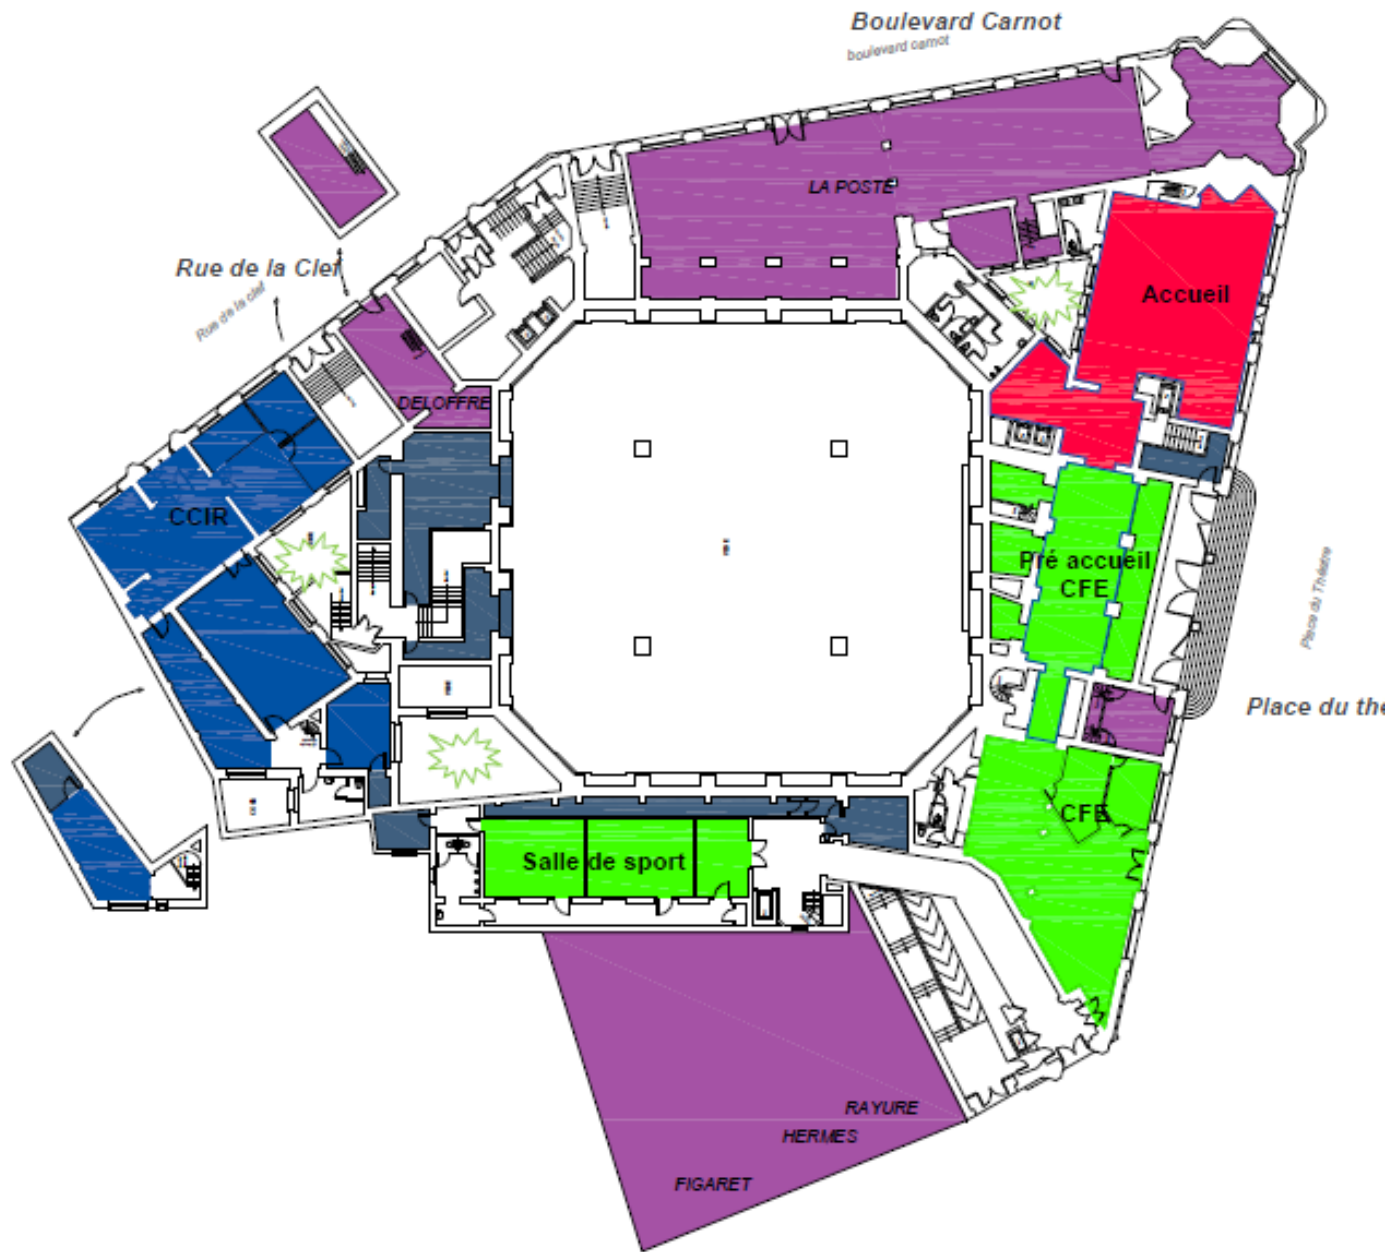 Boulevard Carnot
boulevard carnot
LA POSTE
Rue de la Clef
Rue de la clef
Accueil
DELOFFRE
CCIR
Pré accueil
CFE
Place du Théatre
Place du the
CFE
Salle de sport
RAYURE
HERMES
FIGARET